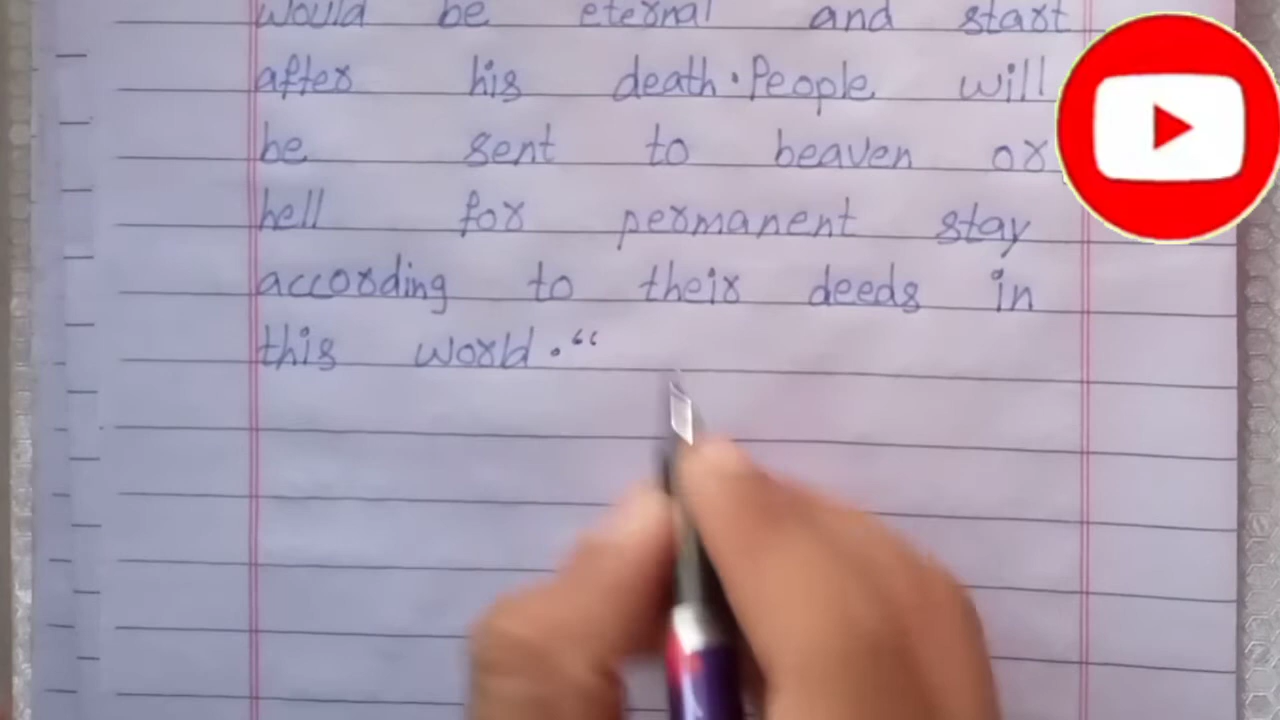 would be eternal and start
after his death. People will
be sent to beaven or
hell for permanent stay
according to their deeds in
this world.“